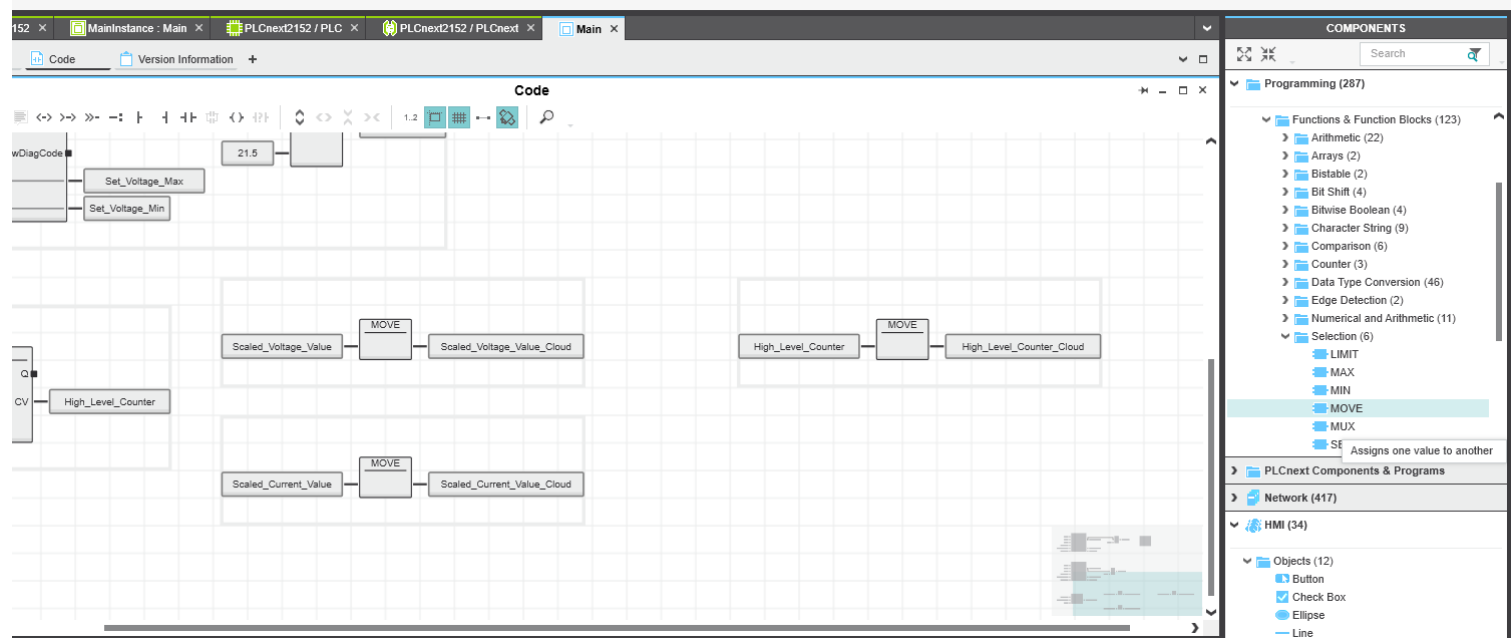 152
MainInstance : Main
PLCnext2152 / PLC
PLCnext2152 / PLCnext
Main
Code
Version Information
Code
1..2
wDiagCode
21.5
Set_Voltage_Max
Set_Voltage_Min
MOVE
Scaled_Voltage_Value
Scaled_Voltage_Value_Cloud
MOVE
High_Level_Counter
High_Level_Counter_Cloud
Q
CV
High_Level_Counter
MOVE
Scaled_Current_Value
Scaled_Current_Value_Cloud
COMPONENTS
Search
Programming (287)
Functions & Function Blocks (123)
Arithmetic (22)
Arrays (2)
Bistable (2)
Bit Shift (4)
Bitwise Boolean (4)
Character String (9)
Comparison (6)
Counter (3)
Data Type Conversion (46)
Edge Detection (2)
Numerical and Arithmetic (11)
Selection (6)
LIMIT
MAX
MIN
MOVE
MUX
SE
Assigns one value to another
PLCnext Components & Programs
Network (417)
HMI (34)
Objects (12)
Button
Check Box
Ellipse
Line